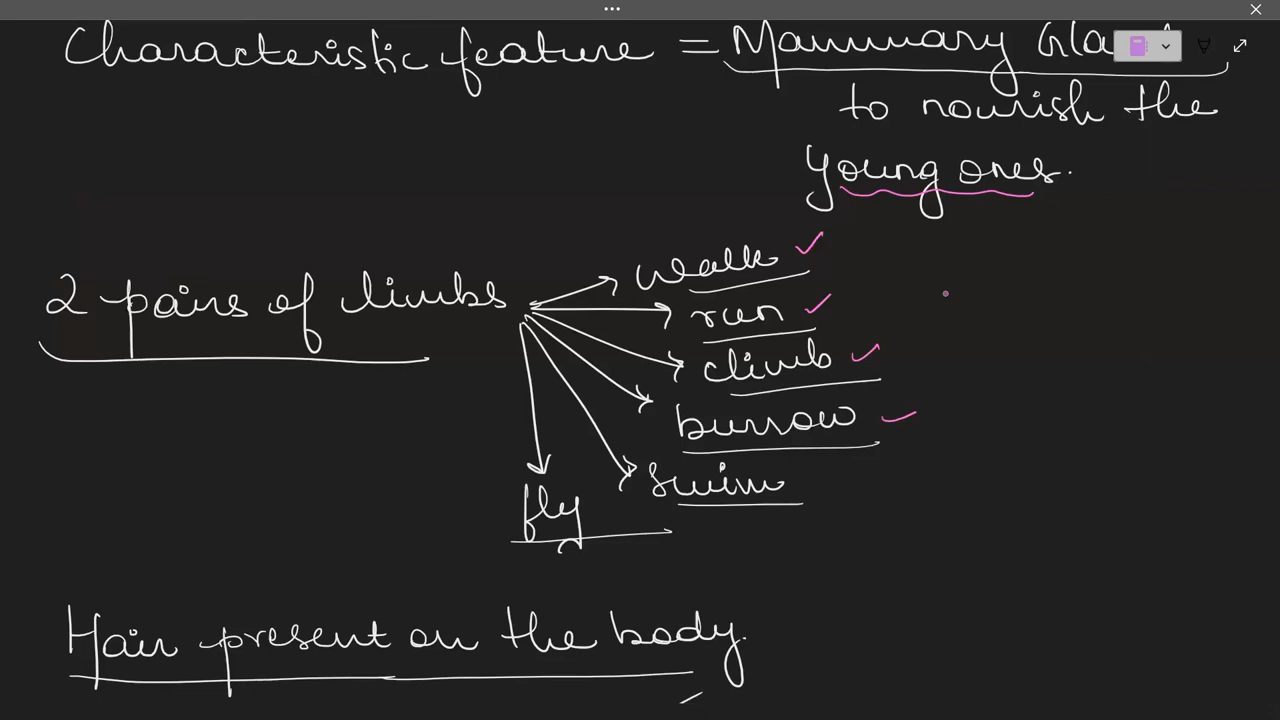 Characteristic feature = Mammary Gla
to nourish the
young ones.
2 pairs of limbs
walk
run
climb
burrow
swim
fly
Hair present on the body.